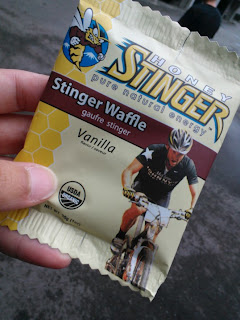 HONEY
STINGER
pure natural energy
Stinger Waffle
gaufre stinger
Vanilla
USDA
ORGANIC